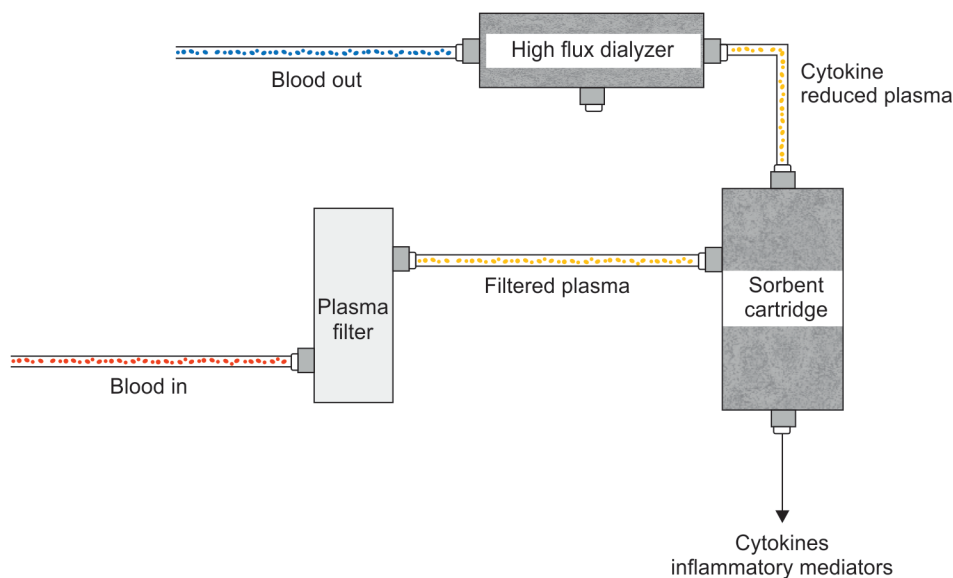 High flux dialyzer
Blood out
Cytokine
reduced plasma
Filtered plasma
Sorbent
cartridge
Plasma
filter
Blood in
Cytokines
inflammatory mediators